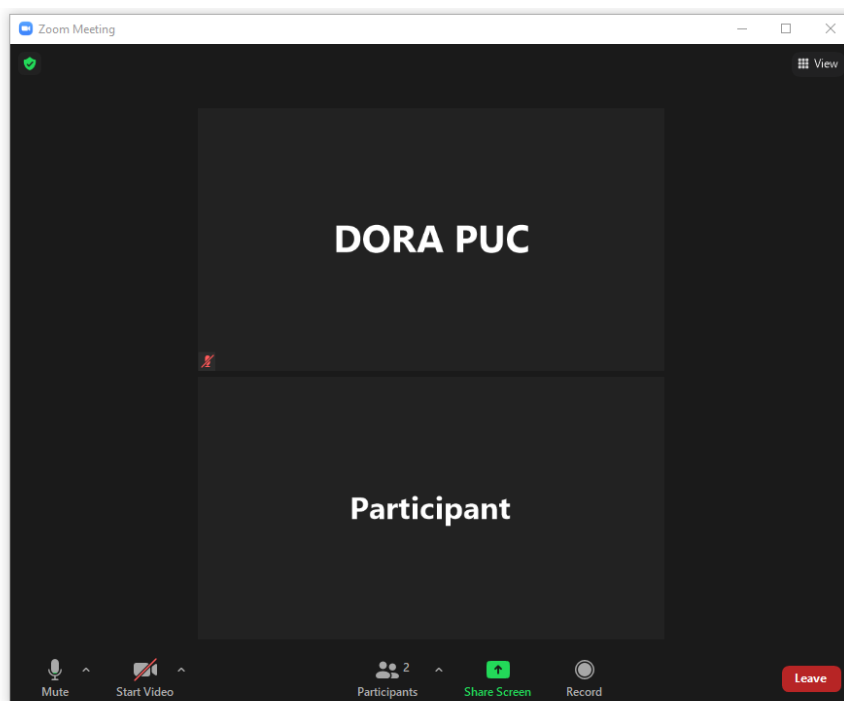 Zoom Meeting
View
DORA PUC
Participant
2
Mute Start Video Participants Share Screen Record Leave